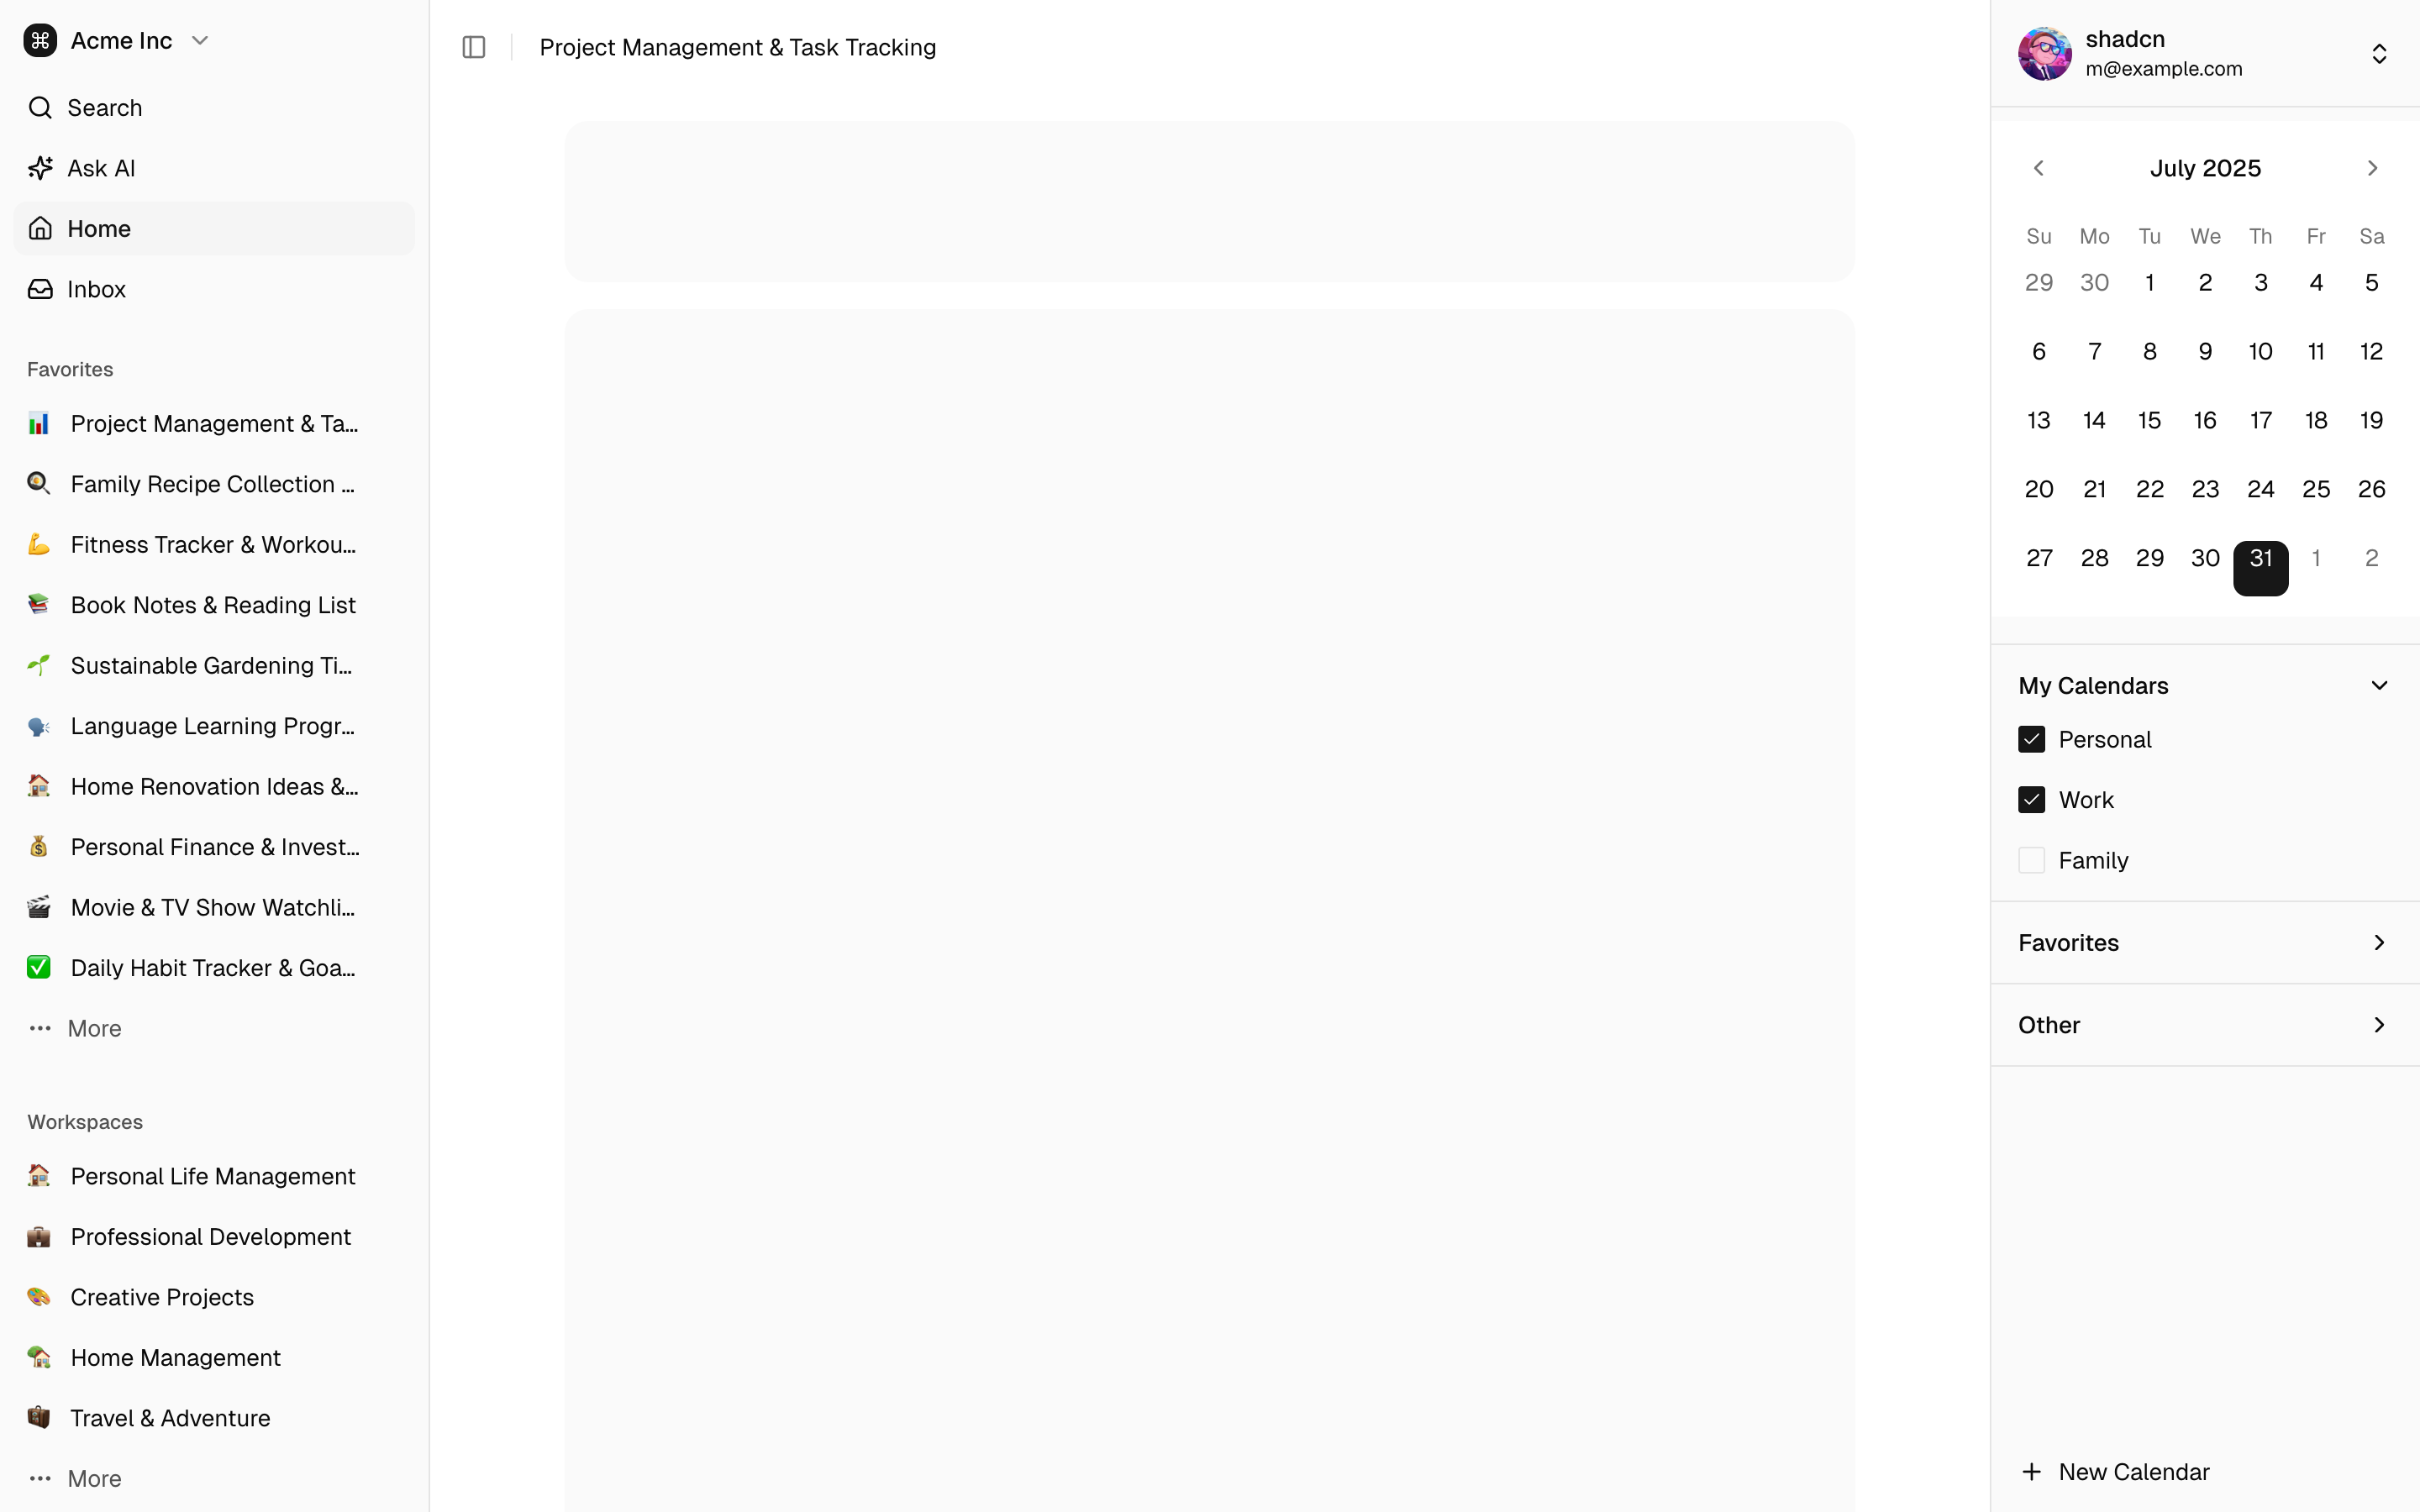 Acme Inc
Search
Ask AI
Home
Inbox
Favorites
Project Management & Ta...
Family Recipe Collection ...
Fitness Tracker & Workou...
Book Notes & Reading List
Sustainable Gardening Ti...
Language Learning Progr...
Home Renovation Ideas &...
Personal Finance & Invest...
Movie & TV Show Watchli...
Daily Habit Tracker & Goa...
More
Workspaces
Personal Life Management
Professional Development
Creative Projects
Home Management
Travel & Adventure
More
Project Management & Task Tracking
shadcn
m@example.com
July 2025
Su Mo Tu We Th Fr Sa
29 30 1 2 3 4 5
6 7 8 9 10 11 12
13 14 15 16 17 18 19
20 21 22 23 24 25 26
27 28 29 30 31 1 2
My Calendars
Personal
Work
Family
Favorites
Other
New Calendar